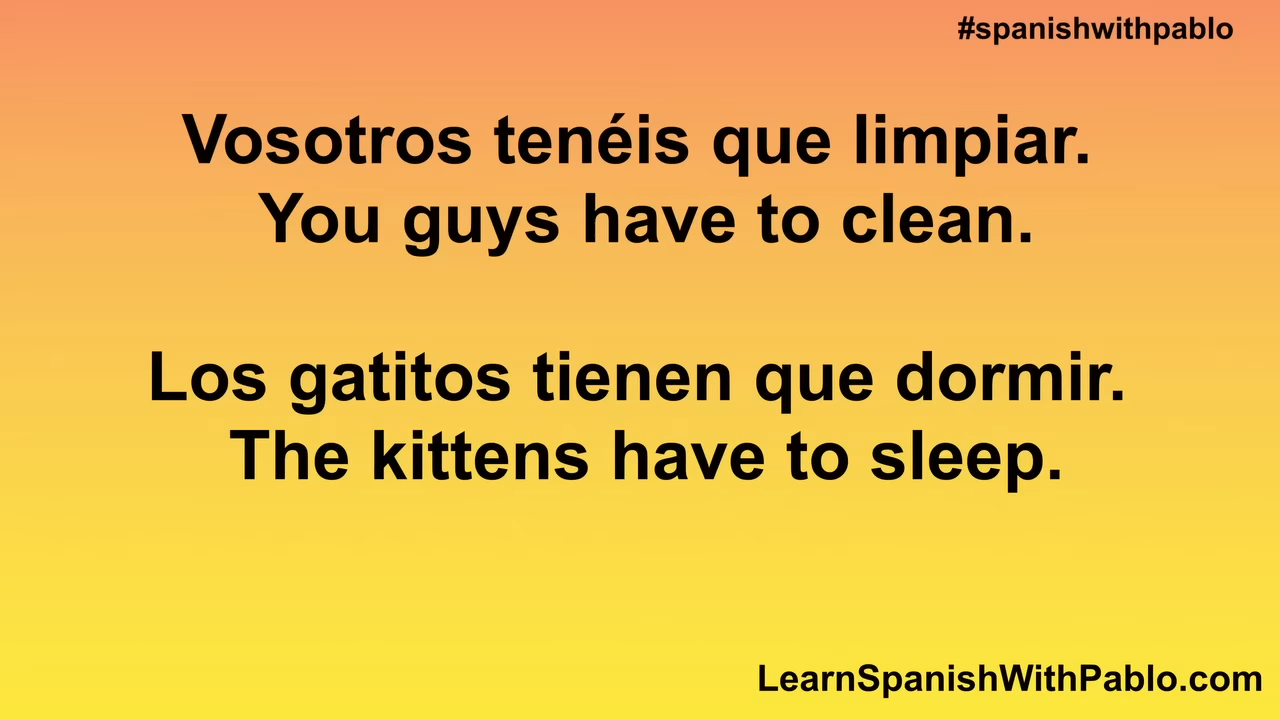 #spanishwithpablo
Vosotros tenéis que limpiar.
You guys have to clean.
Los gatitos tienen que dormir.
The kittens have to sleep.
LearnSpanishWithPablo.com